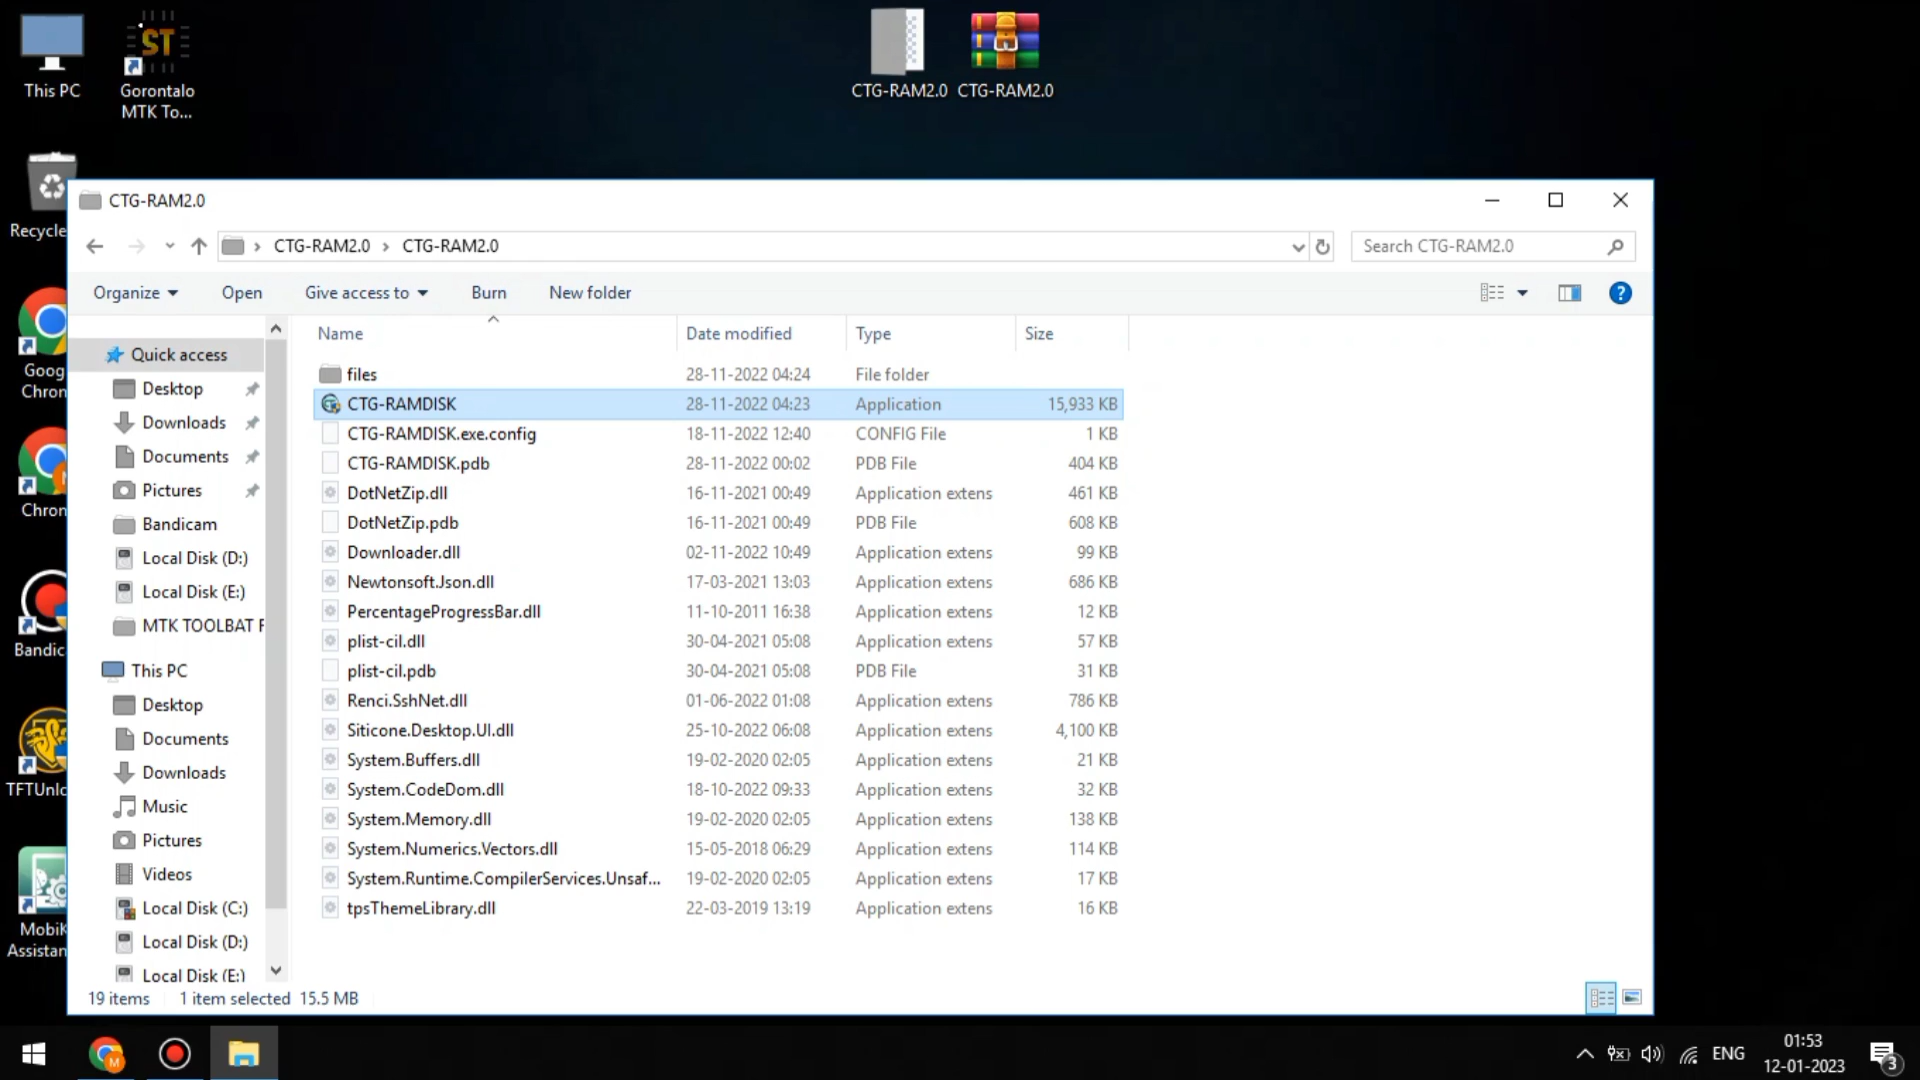 This PC
Gorontalo
MTK To...
CTG-RAM2.0
CTG-RAM2.0
Recycle
Goog
Chron
Chron
Bandic
TFTUnlo
MobiK
Assistan
CTG-RAM2.0
CTG-RAM2.0 › CTG-RAM2.0
Search CTG-RAM2.0
Organize Open Give access to Burn New folder
Quick access
Desktop
Downloads
Documents
Pictures
Bandicam
Local Disk (D:)
Local Disk (E:)
MTK TOOLBAT F
This PC
Desktop
Documents
Downloads
Music
Pictures
Videos
Local Disk (C:)
Local Disk (D:)
Local Disk (E:)
Name Date modified Type Size
files 28-11-2022 04:24 File folder
CTG-RAMDISK 28-11-2022 04:23 Application 15,933 KB
CTG-RAMDISK.exe.config 18-11-2022 12:40 CONFIG File 1 KB
CTG-RAMDISK.pdb 28-11-2022 00:02 PDB File 404 KB
DotNetZip.dll 16-11-2021 00:49 Application extens 461 KB
DotNetZip.pdb 16-11-2021 00:49 PDB File 608 KB
Downloader.dll 02-11-2022 10:49 Application extens 99 KB
Newtonsoft.Json.dll 17-03-2021 13:03 Application extens 686 KB
PercentageProgressBar.dll 11-10-2011 16:38 Application extens 12 KB
plist-cil.dll 30-04-2021 05:08 Application extens 57 KB
plist-cil.pdb 30-04-2021 05:08 PDB File 31 KB
Renci.SshNet.dll 01-06-2022 01:08 Application extens 786 KB
Siticone.Desktop.UI.dll 25-10-2022 06:08 Application extens 4,100 KB
System.Buffers.dll 19-02-2020 02:05 Application extens 21 KB
System.CodeDom.dll 18-10-2022 09:33 Application extens 32 KB
System.Memory.dll 19-02-2020 02:05 Application extens 138 KB
System.Numerics.Vectors.dll 15-05-2018 06:29 Application extens 114 KB
System.Runtime.CompilerServices.Unsaf... 19-02-2020 02:05 Application extens 17 KB
tpsThemeLibrary.dll 22-03-2019 13:19 Application extens 16 KB
19 items 1 item selected 15.5 MB
ENG
01:53
12-01-2023
3